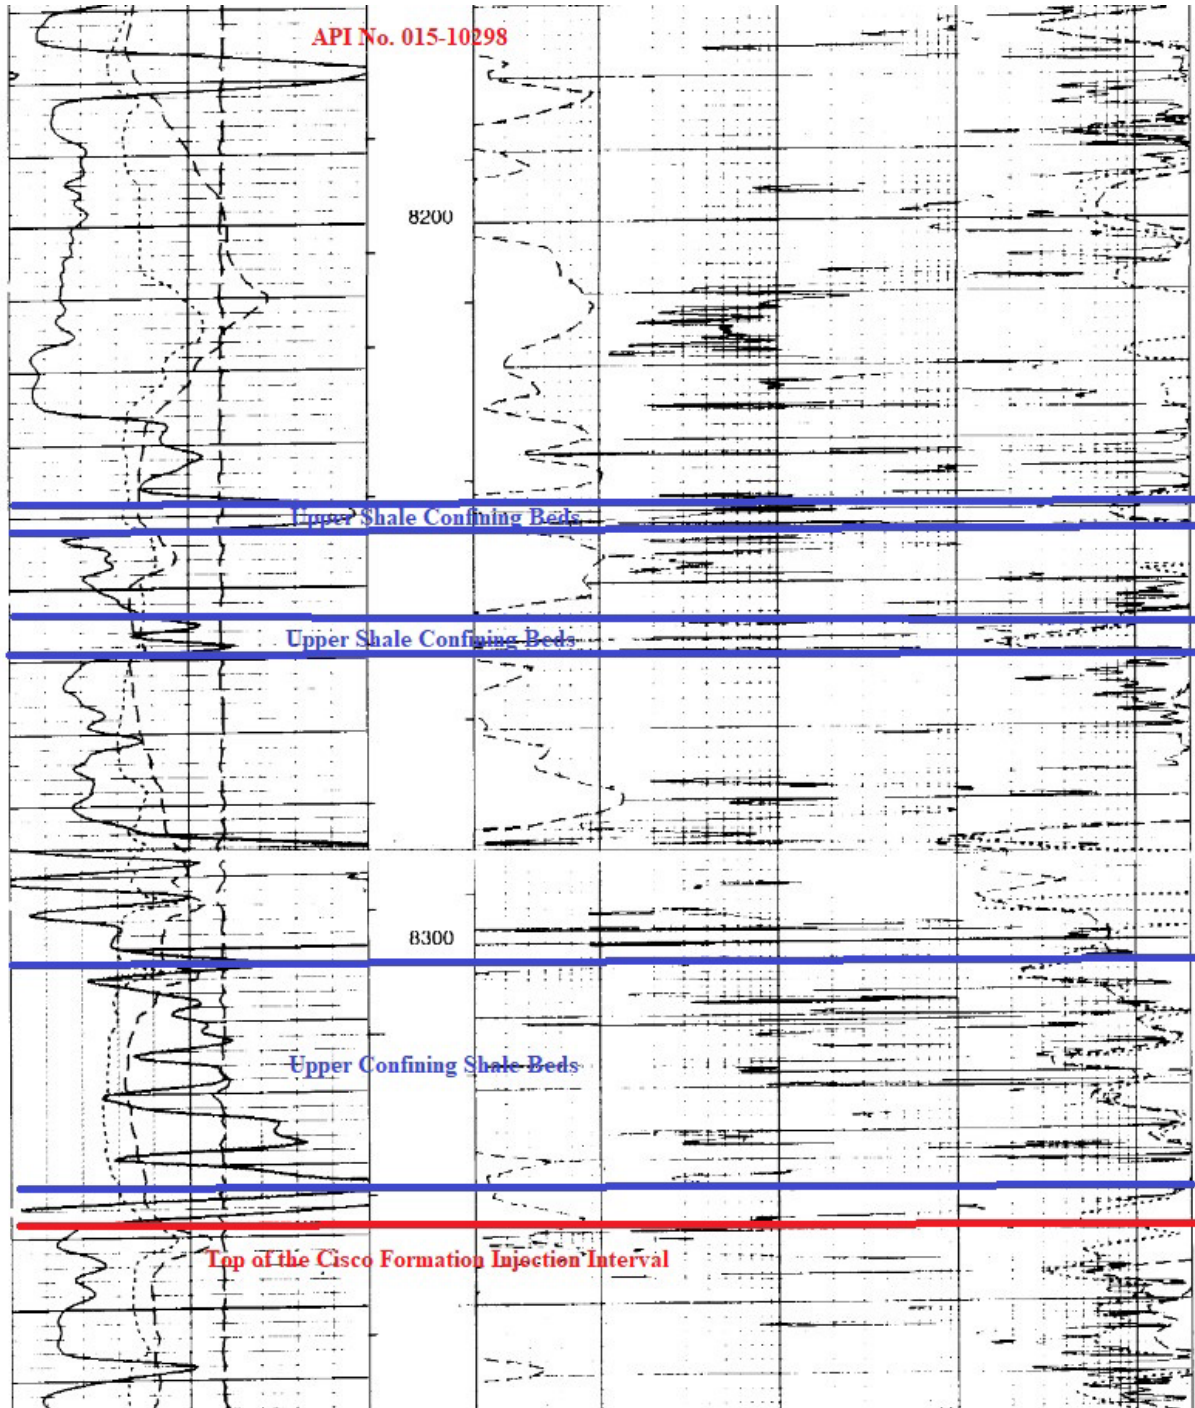 API No. 015-10298
8200
Upper Shale Confining Beds
Upper Shale Confining Beds
8300
Upper Confining Shale Beds
Top of the Cisco Formation Injection Interval